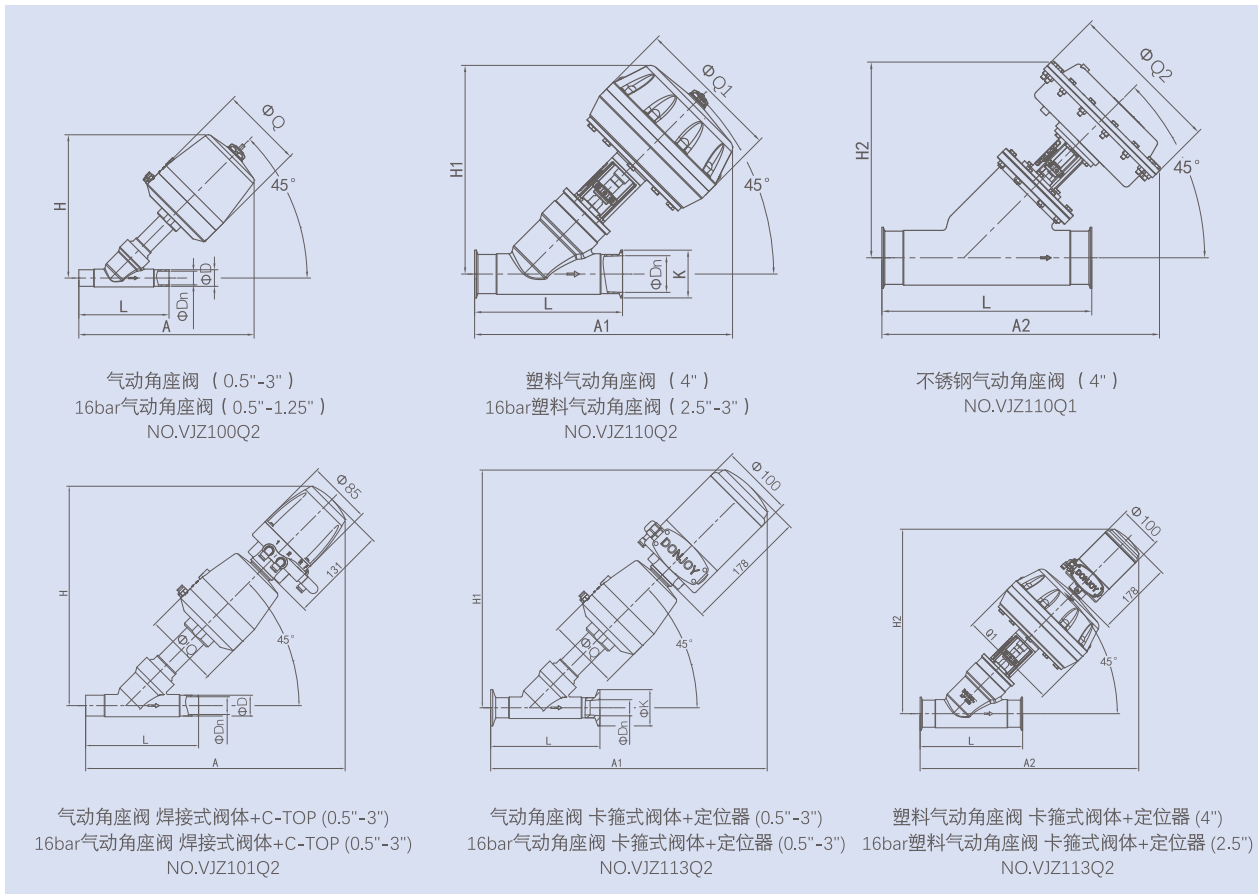 ΦQ
45°
H
ΦD
ΦDn
L
A
气动角座阀 (0.5"-3")
16bar气动角座阀 (0.5"-1.25")
NO.VJZ100Q2
ΦQ1
45°
H1
ΦDn
K
L
A1
塑料气动角座阀 (4")
16bar塑料气动角座阀 (2.5"-3")
NO.VJZ110Q2
ΦQ2
45°
H2
L
A2
不锈钢气动角座阀 (4")
NO.VJZ110Q1
Φ85
131
H
ΦQ
45°
ΦD
ΦDn
L
A
气动角座阀 焊接式阀体+C-TOP (0.5"-3")
16bar气动角座阀 焊接式阀体+C-TOP (0.5"-3")
NO.VJZ101Q2
Φ100
DONJOY
178
H1
ΦQ
45°
ΦK
ΦDn
L
A1
气动角座阀 卡箍式阀体+定位器 (0.5"-3")
16bar气动角座阀 卡箍式阀体+定位器 (0.5"-3")
NO.VJZ113Q2
Φ100
DONJOY
178
H2
Q1
45°
L
A2
塑料气动角座阀 卡箍式阀体+定位器 (4")
16bar塑料气动角座阀 卡箍式阀体+定位器 (2.5")
NO.VJZ113Q2